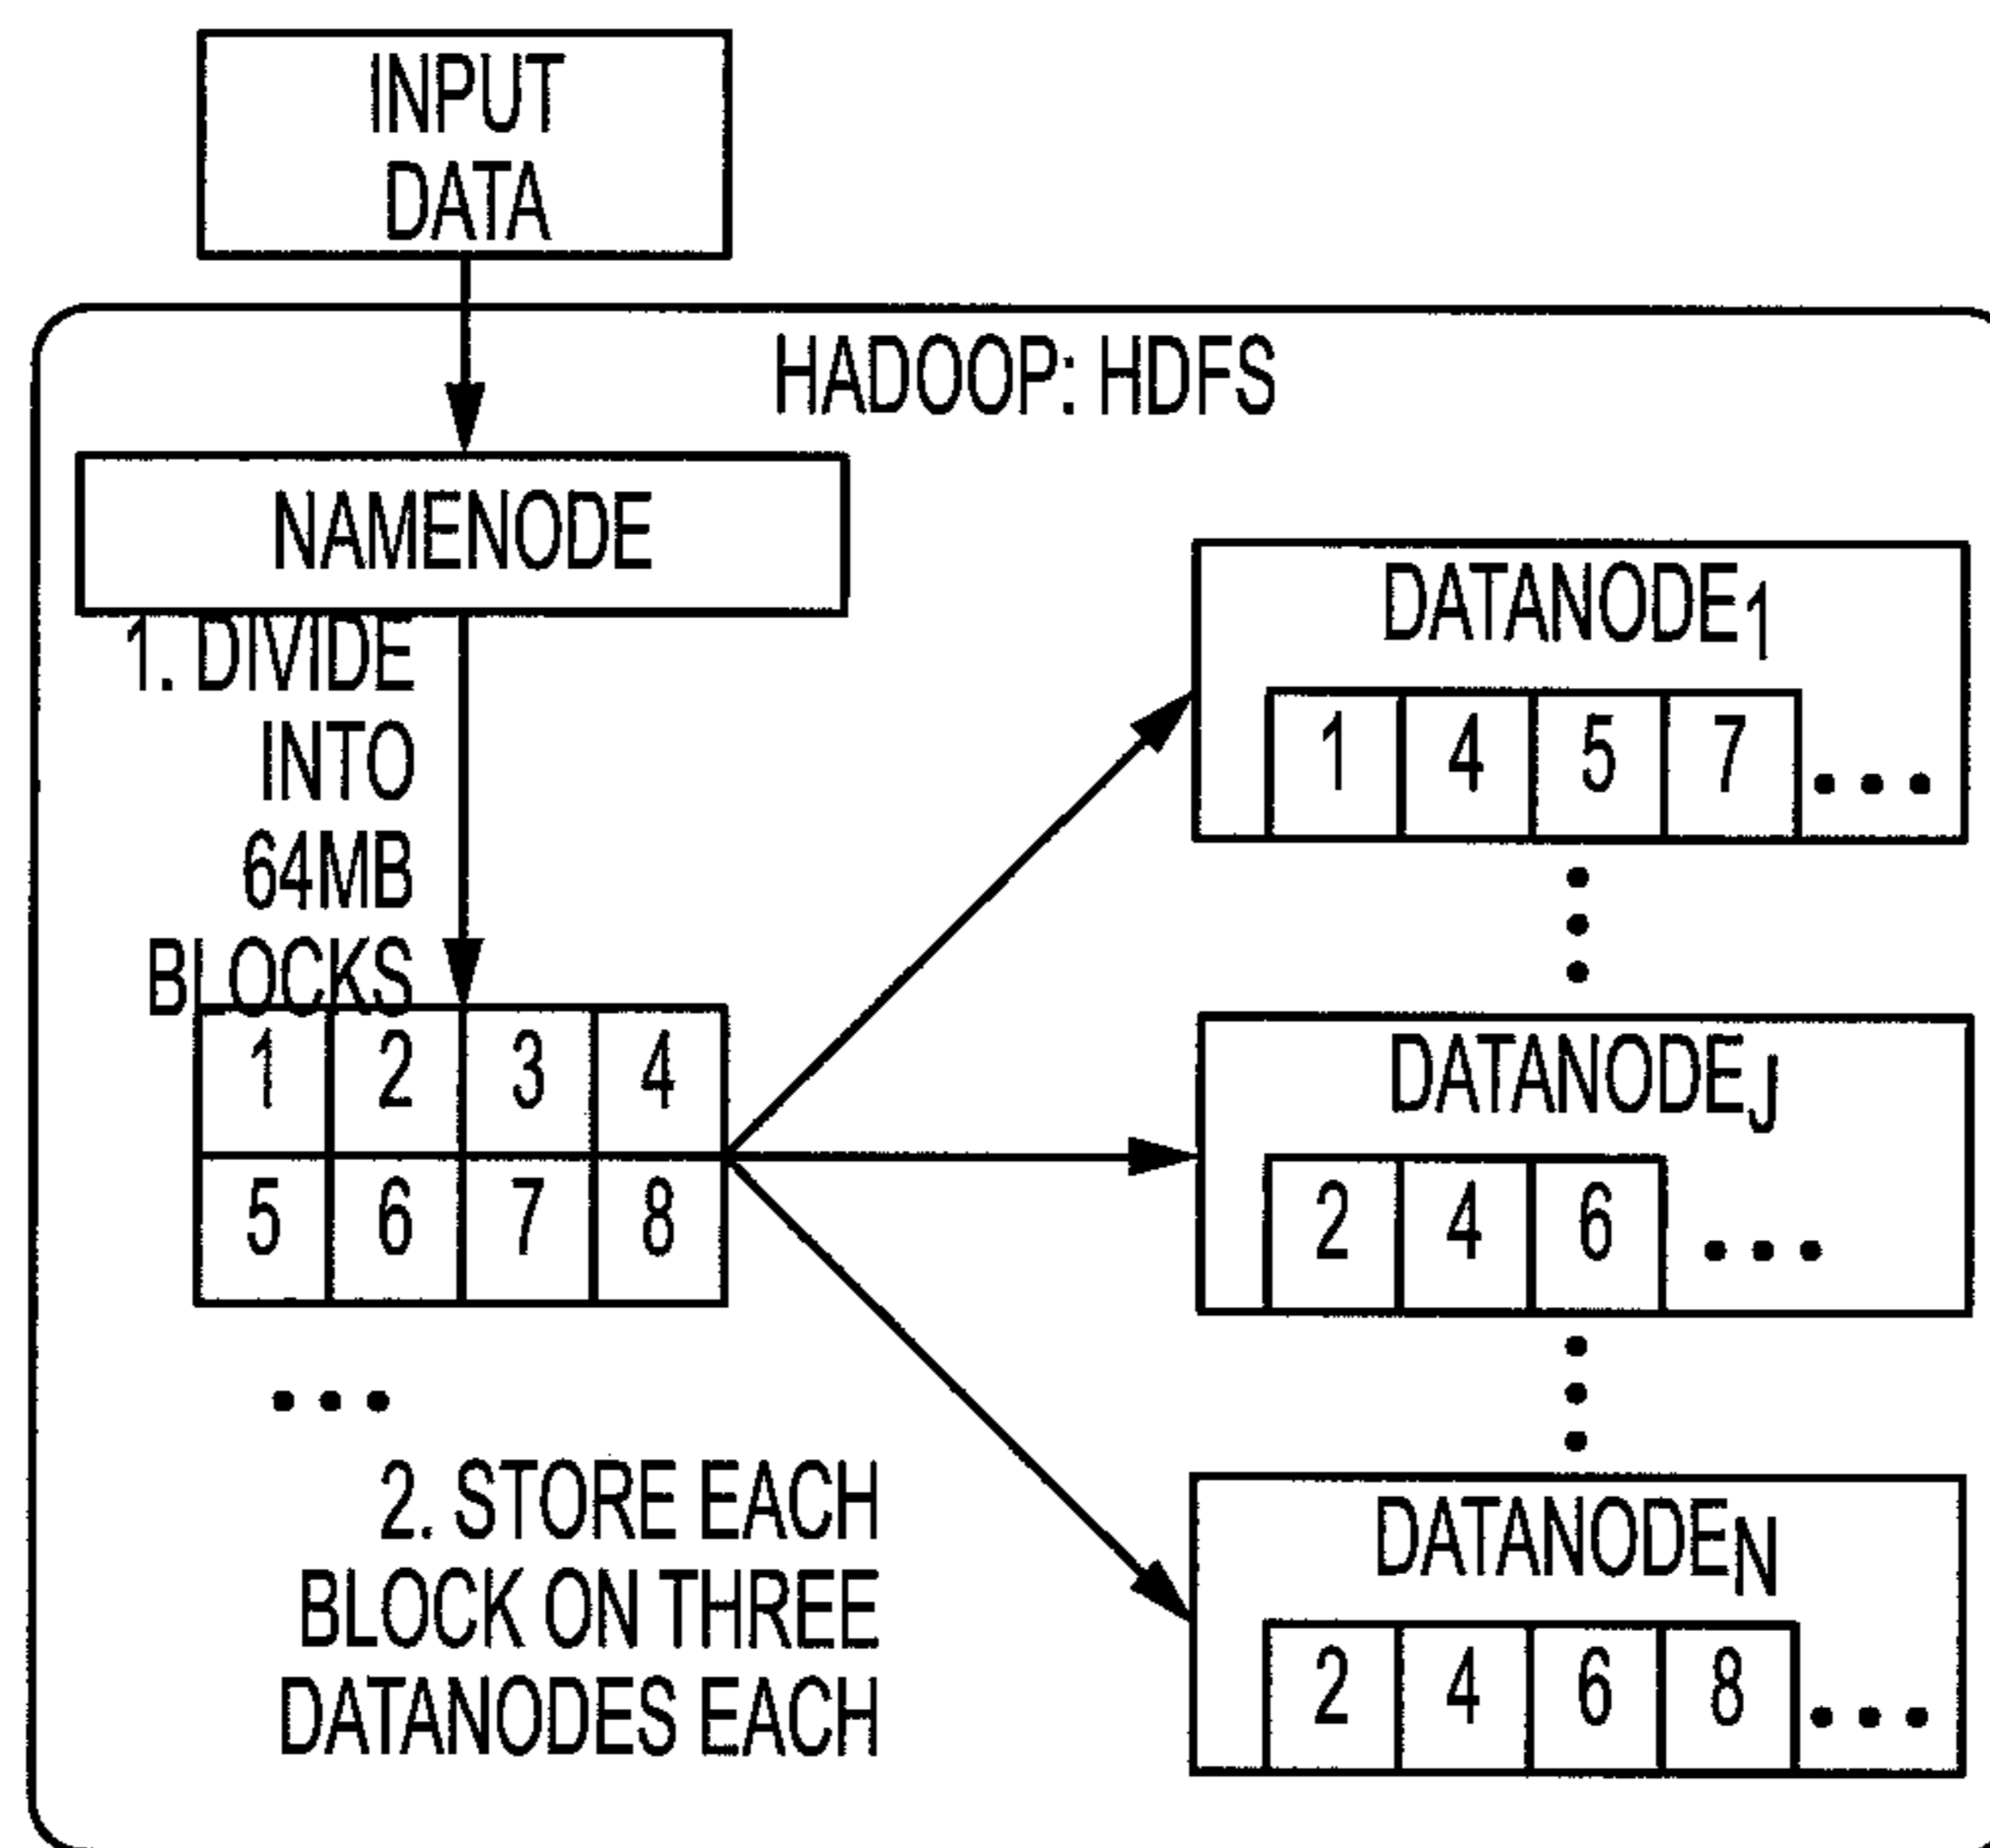 INPUT
DATA
HADOOP: HDFS
NAMENODE
1. DIVIDE
INTO
64MB
BLOCKS
1 2 3 4
5 6 7 8
...
2. STORE EACH
BLOCK ON THREE
DATANODES EACH
DATANODE1
1 4 5 7 ...
DATANODEJ
2 4 6 ...
DATANODEN
2 4 6 8 ...